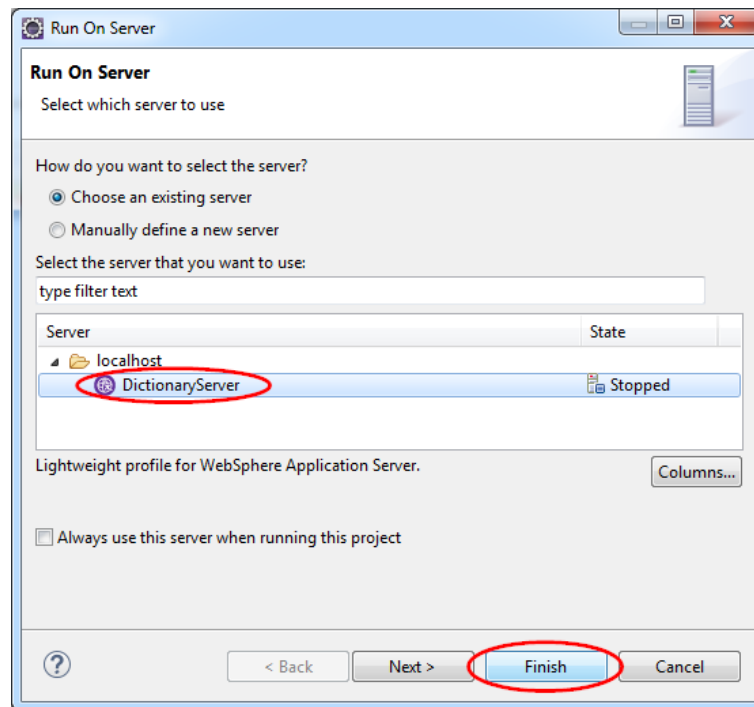 Run On Server
Run On Server
Select which server to use
How do you want to select the server?
Choose an existing server
Manually define a new server
Select the server that you want to use:
type filter text
Server State
localhost
DictionaryServer Stopped
Lightweight profile for WebSphere Application Server.
Columns...
Always use this server when running this project
? < Back Next > Finish Cancel